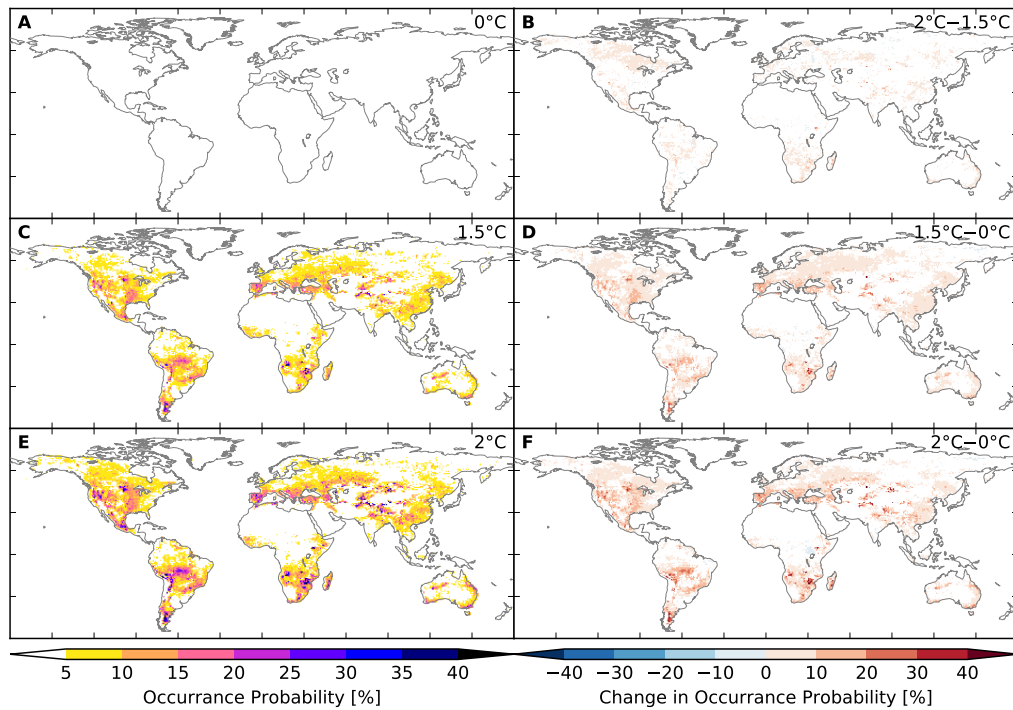 A 0°C
B 2°C−1.5°C
C 1.5°C
D 1.5°C−0°C
E 2°C
F 2°C−0°C
5 10 15 20 25 30 35 40
Occurrance Probability [%]
−40 −30 −20 −10 0 10 20 30 40
Change in Occurrance Probability [%]